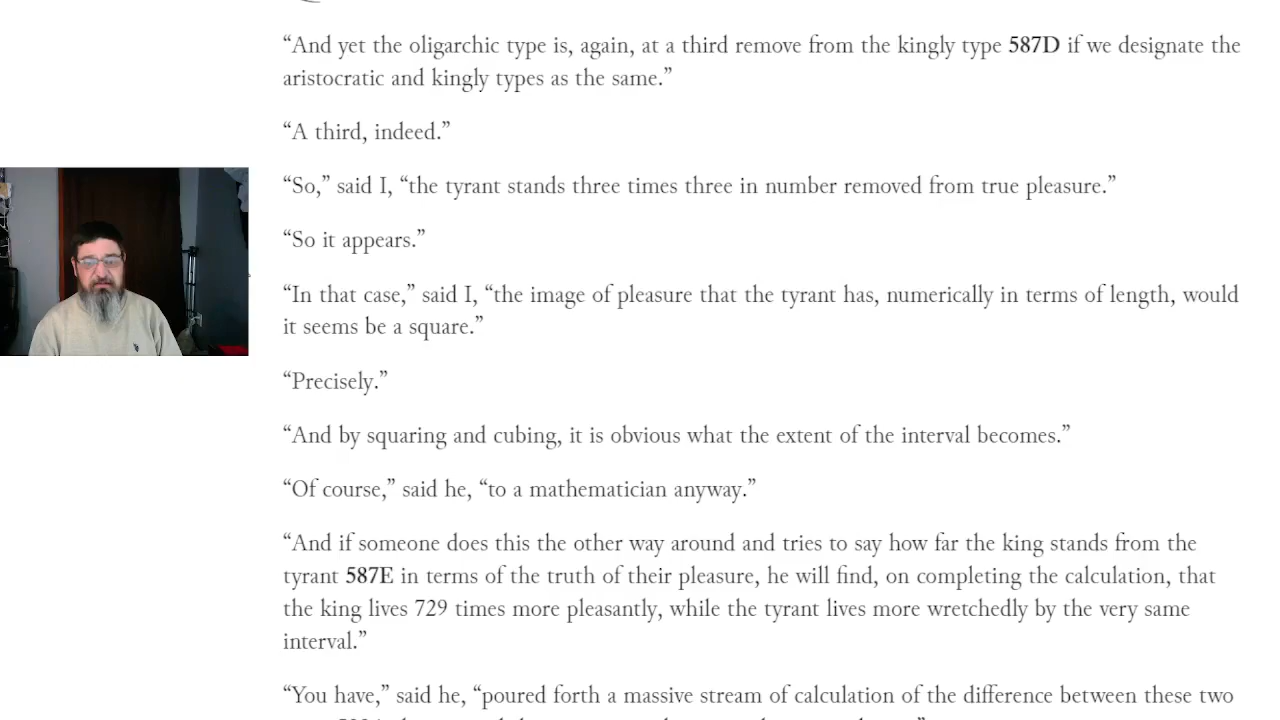 “And yet the oligarchic type is, again, at a third remove from the kingly type 587D if we designate the
aristocratic and kingly types as the same.”
“A third, indeed.”
“So,” said I, “the tyrant stands three times three in number removed from true pleasure.”
“So it appears.”
“In that case,” said I, “the image of pleasure that the tyrant has, numerically in terms of length, would
it seems be a square.”
“Precisely.”
“And by squaring and cubing, it is obvious what the extent of the interval becomes.”
“Of course,” said he, “to a mathematician anyway.”
“And if someone does this the other way around and tries to say how far the king stands from the
tyrant 587E in terms of the truth of their pleasure, he will find, on completing the calculation, that
the king lives 729 times more pleasantly, while the tyrant lives more wretchedly by the very same
interval.”
“You have,” said he, “poured forth a massive stream of calculation of the difference between these two